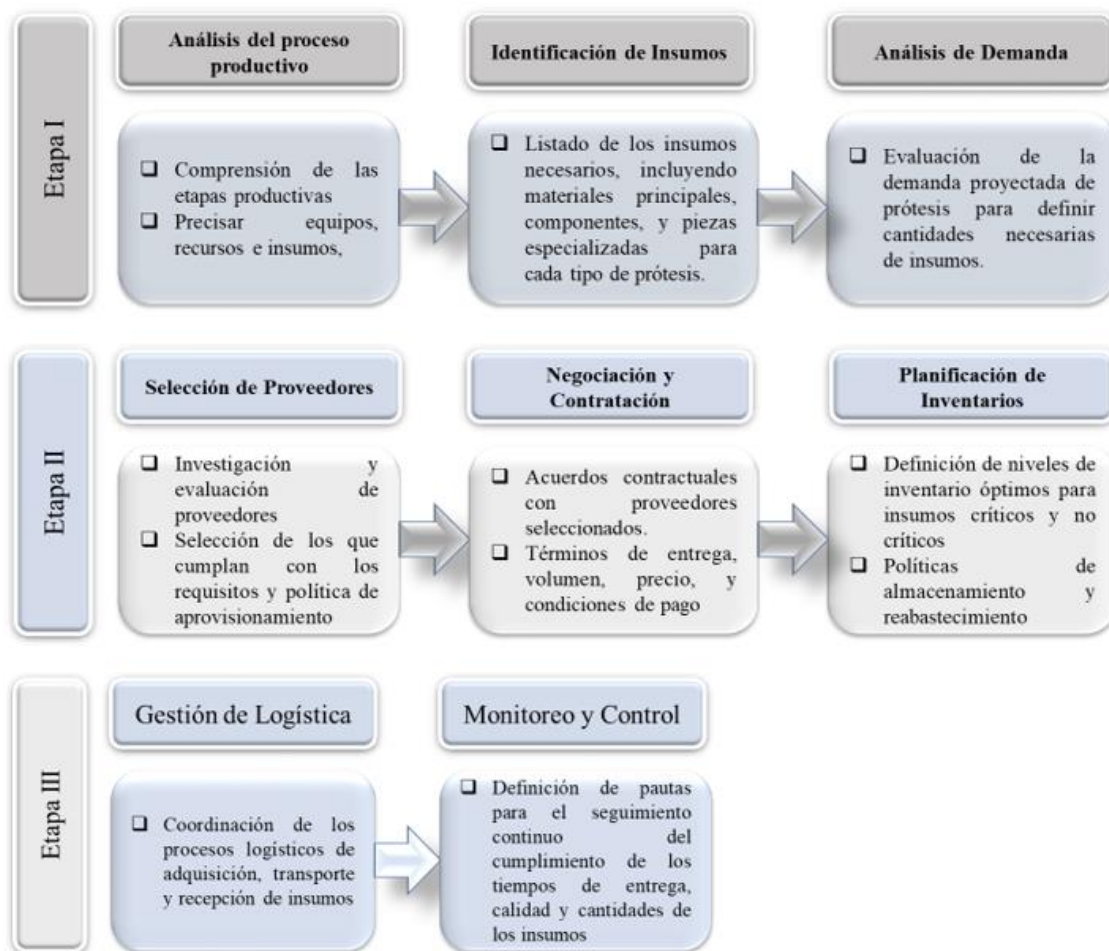 Etapa I
Análisis del proceso
productivo
❑ Comprensión de las
etapas productivas
❑ Precisar equipos,
recursos e insumos,
Identificación de Insumos
❑ Listado de los insumos
necesarios, incluyendo
materiales principales,
componentes, y piezas
especializadas para
cada tipo de prótesis.
Análisis de Demanda
❑ Evaluación de la
demanda proyectada de
prótesis para definir
cantidades necesarias
de insumos.
Etapa II
Selección de Proveedores
❑ Investigación y
evaluación de
proveedores
❑ Selección de los que
cumplan con los
requisitos y política de
aprovisionamiento
Negociación y
Contratación
❑ Acuerdos contractuales
con proveedores
seleccionados.
❑ Términos de entrega,
volumen, precio, y
condiciones de pago
Planificación de
Inventarios
❑ Definición de niveles de
inventario óptimos para
insumos críticos y no
críticos
❑ Políticas de
almacenamiento y
reabastecimiento
Etapa III
Gestión de Logística
❑ Coordinación de los
procesos logísticos de
adquisición, transporte
y recepción de insumos
Monitoreo y Control
❑ Definición de pautas
para el seguimiento
continuo del
cumplimiento de los
tiempos de entrega,
calidad y cantidades de
los insumos